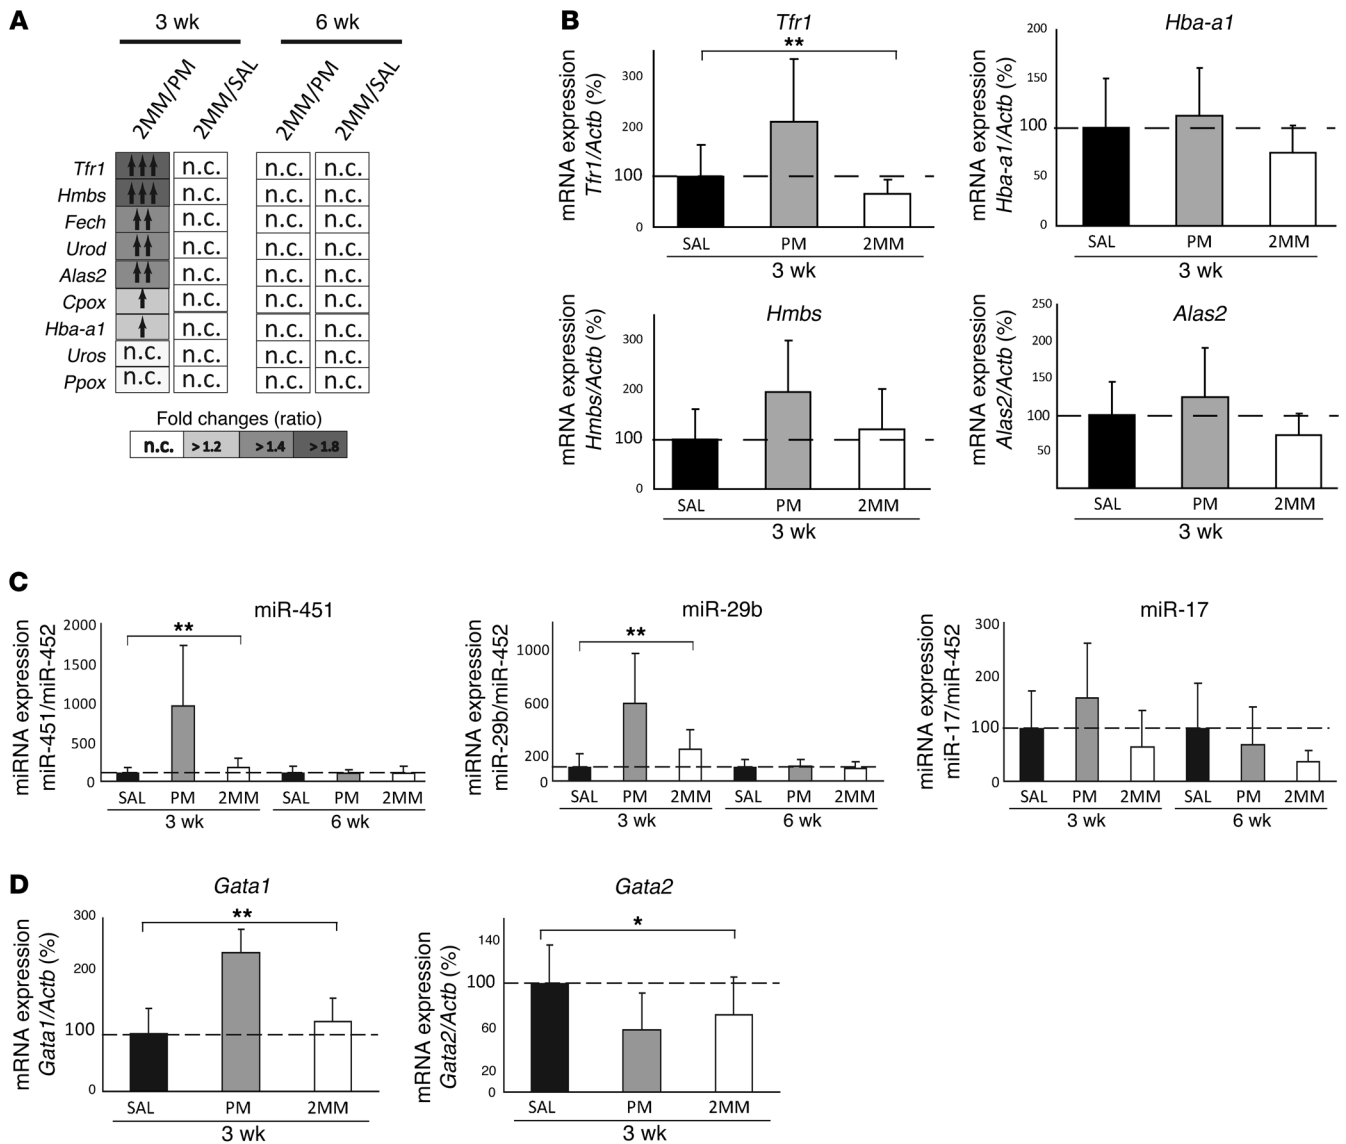 A
3 wk
6 wk
2MM/PM
2MM/SAL
2MM/PM
2MM/SAL
Tfr1 n.c. n.c. n.c.
Hmbs n.c. n.c. n.c.
Fech n.c. n.c. n.c.
Urod n.c. n.c. n.c.
Alas2 n.c. n.c. n.c.
Cpox n.c. n.c. n.c.
Hba-a1 n.c. n.c. n.c.
Uros n.c. n.c. n.c. n.c.
Ppox n.c. n.c. n.c. n.c.
Fold changes (ratio)
n.c. >1.2 >1.4 >1.8
B
Tfr1
**
mRNA expression
Tfr1/Actb (%)
300
200
100
0
SAL PM 2MM
3 wk
Hba-a1
mRNA expression
Hba-a1/Actb (%)
200
150
100
50
0
SAL PM 2MM
3 wk
Hmbs
mRNA expression
Hmbs/Actb (%)
300
200
100
0
SAL PM 2MM
3 wk
Alas2
mRNA expression
Alas2/Actb (%)
250
200
150
100
50
SAL PM 2MM
3 wk
C
miR-451
**
miRNA expression
miR-451/miR-452
2000
1500
1000
500
0
SAL PM 2MM SAL PM 2MM
3 wk 6 wk
miR-29b
**
miRNA expression
miR-29b/miR-452
1000
600
200
100
0
SAL PM 2MM SAL PM 2MM
3 wk 6 wk
miR-17
miRNA expression
miR-17/miR-452
300
200
100
0
SAL PM 2MM SAL PM 2MM
3 wk 6 wk
D
Gata1
**
mRNA expression
Gata1/Actb (%)
300
200
100
0
SAL PM 2MM
3 wk
Gata2
*
mRNA expression
Gata2/Actb (%)
140
100
60
20
0
SAL PM 2MM
3 wk